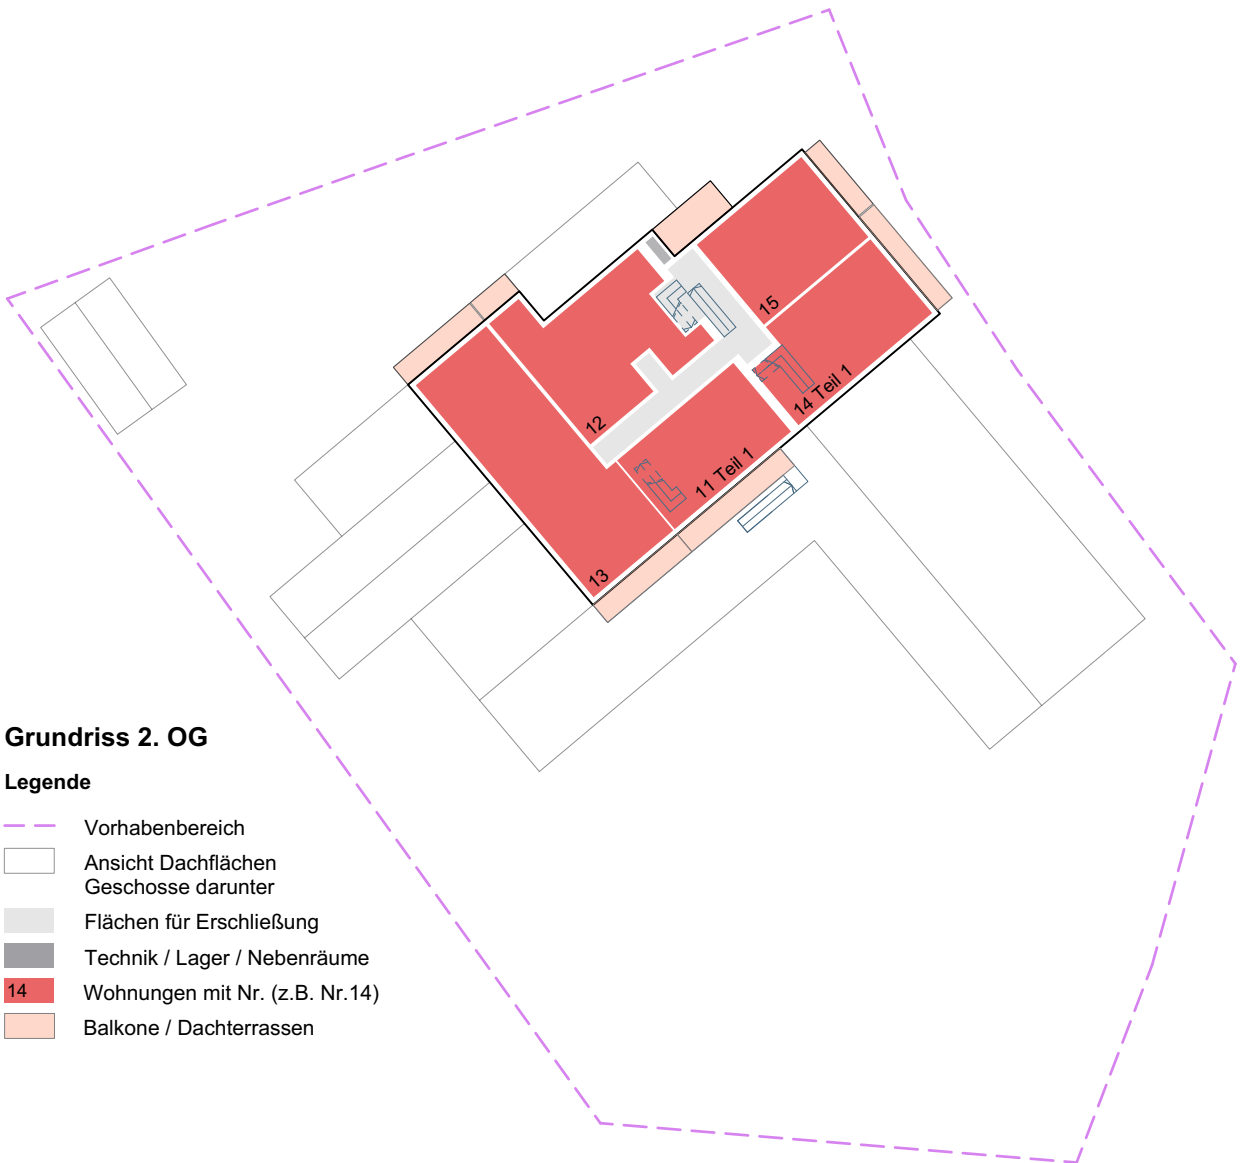 15
14 Teil 1
12
11 Teil 1
13
Grundriss 2. OG
Legende
Vorhabenbereich
Ansicht Dachflächen
Geschosse darunter
Flächen für Erschließung
Technik / Lager / Nebenräume
14 Wohnungen mit Nr. (z.B. Nr.14)
Balkone / Dachterrassen